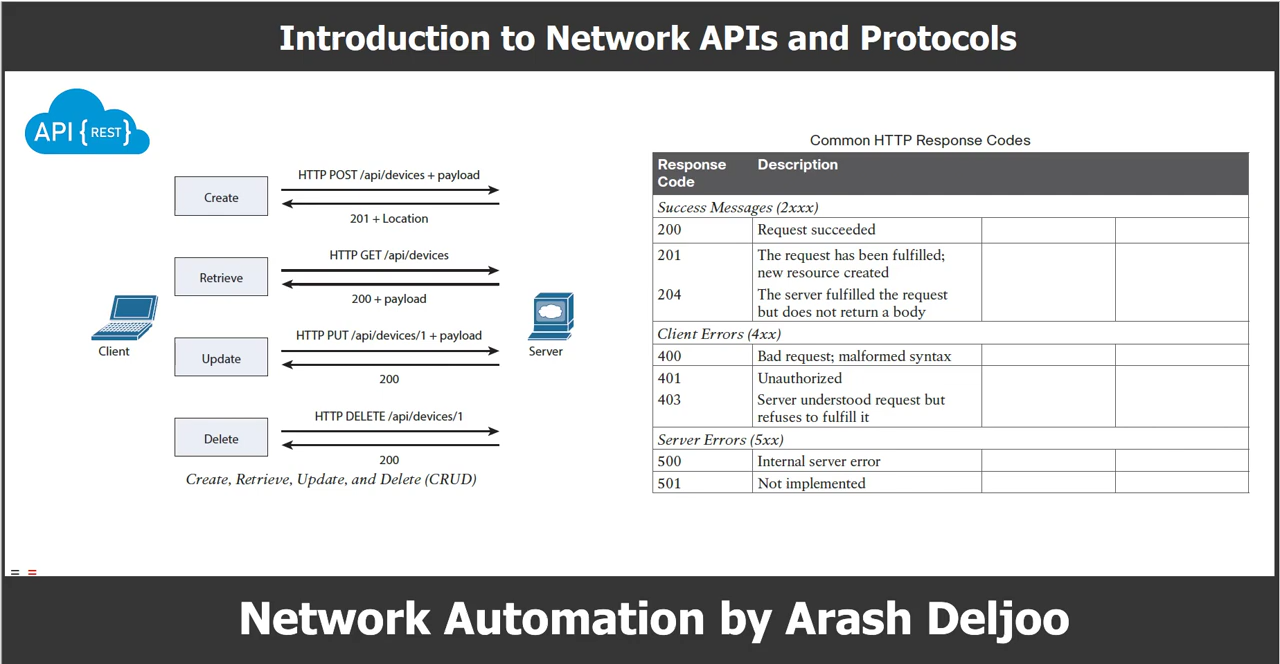 Introduction to Network APIs and Protocols
API {REST}
HTTP POST /api/devices + payload
Create
201 + Location
HTTP GET /api/devices
Retrieve
200 + payload
HTTP PUT /api/devices/1 + payload
Update
200
HTTP DELETE /api/devices/1
Delete
200
Client
Server
Create, Retrieve, Update, and Delete (CRUD)
Common HTTP Response Codes
Response Description
Code
Success Messages (2xxx)
200 Request succeeded
201 The request has been fulfilled;
new resource created
204 The server fulfilled the request
but does not return a body
Client Errors (4xx)
400 Bad request; malformed syntax
401 Unauthorized
403 Server understood request but
refuses to fulfill it
Server Errors (5xx)
500 Internal server error
501 Not implemented
Network Automation by Arash Deljoo